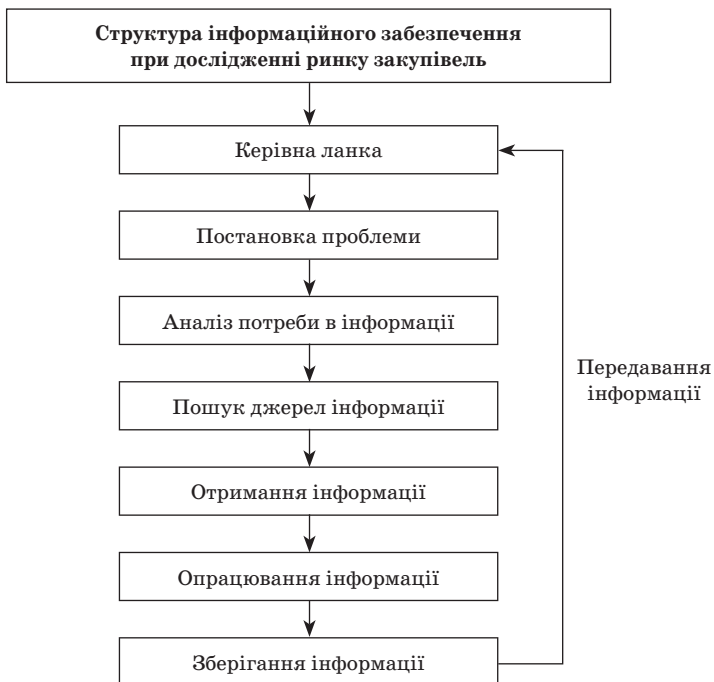 Структура інформаційного забезпечення
при дослідженні ринку закупівель
Керівна ланка
Постановка проблеми
Аналіз потреби в інформації
Пошук джерел інформації
Передавання
інформації
Отримання інформації
Опрацювання інформації
Зберігання інформації